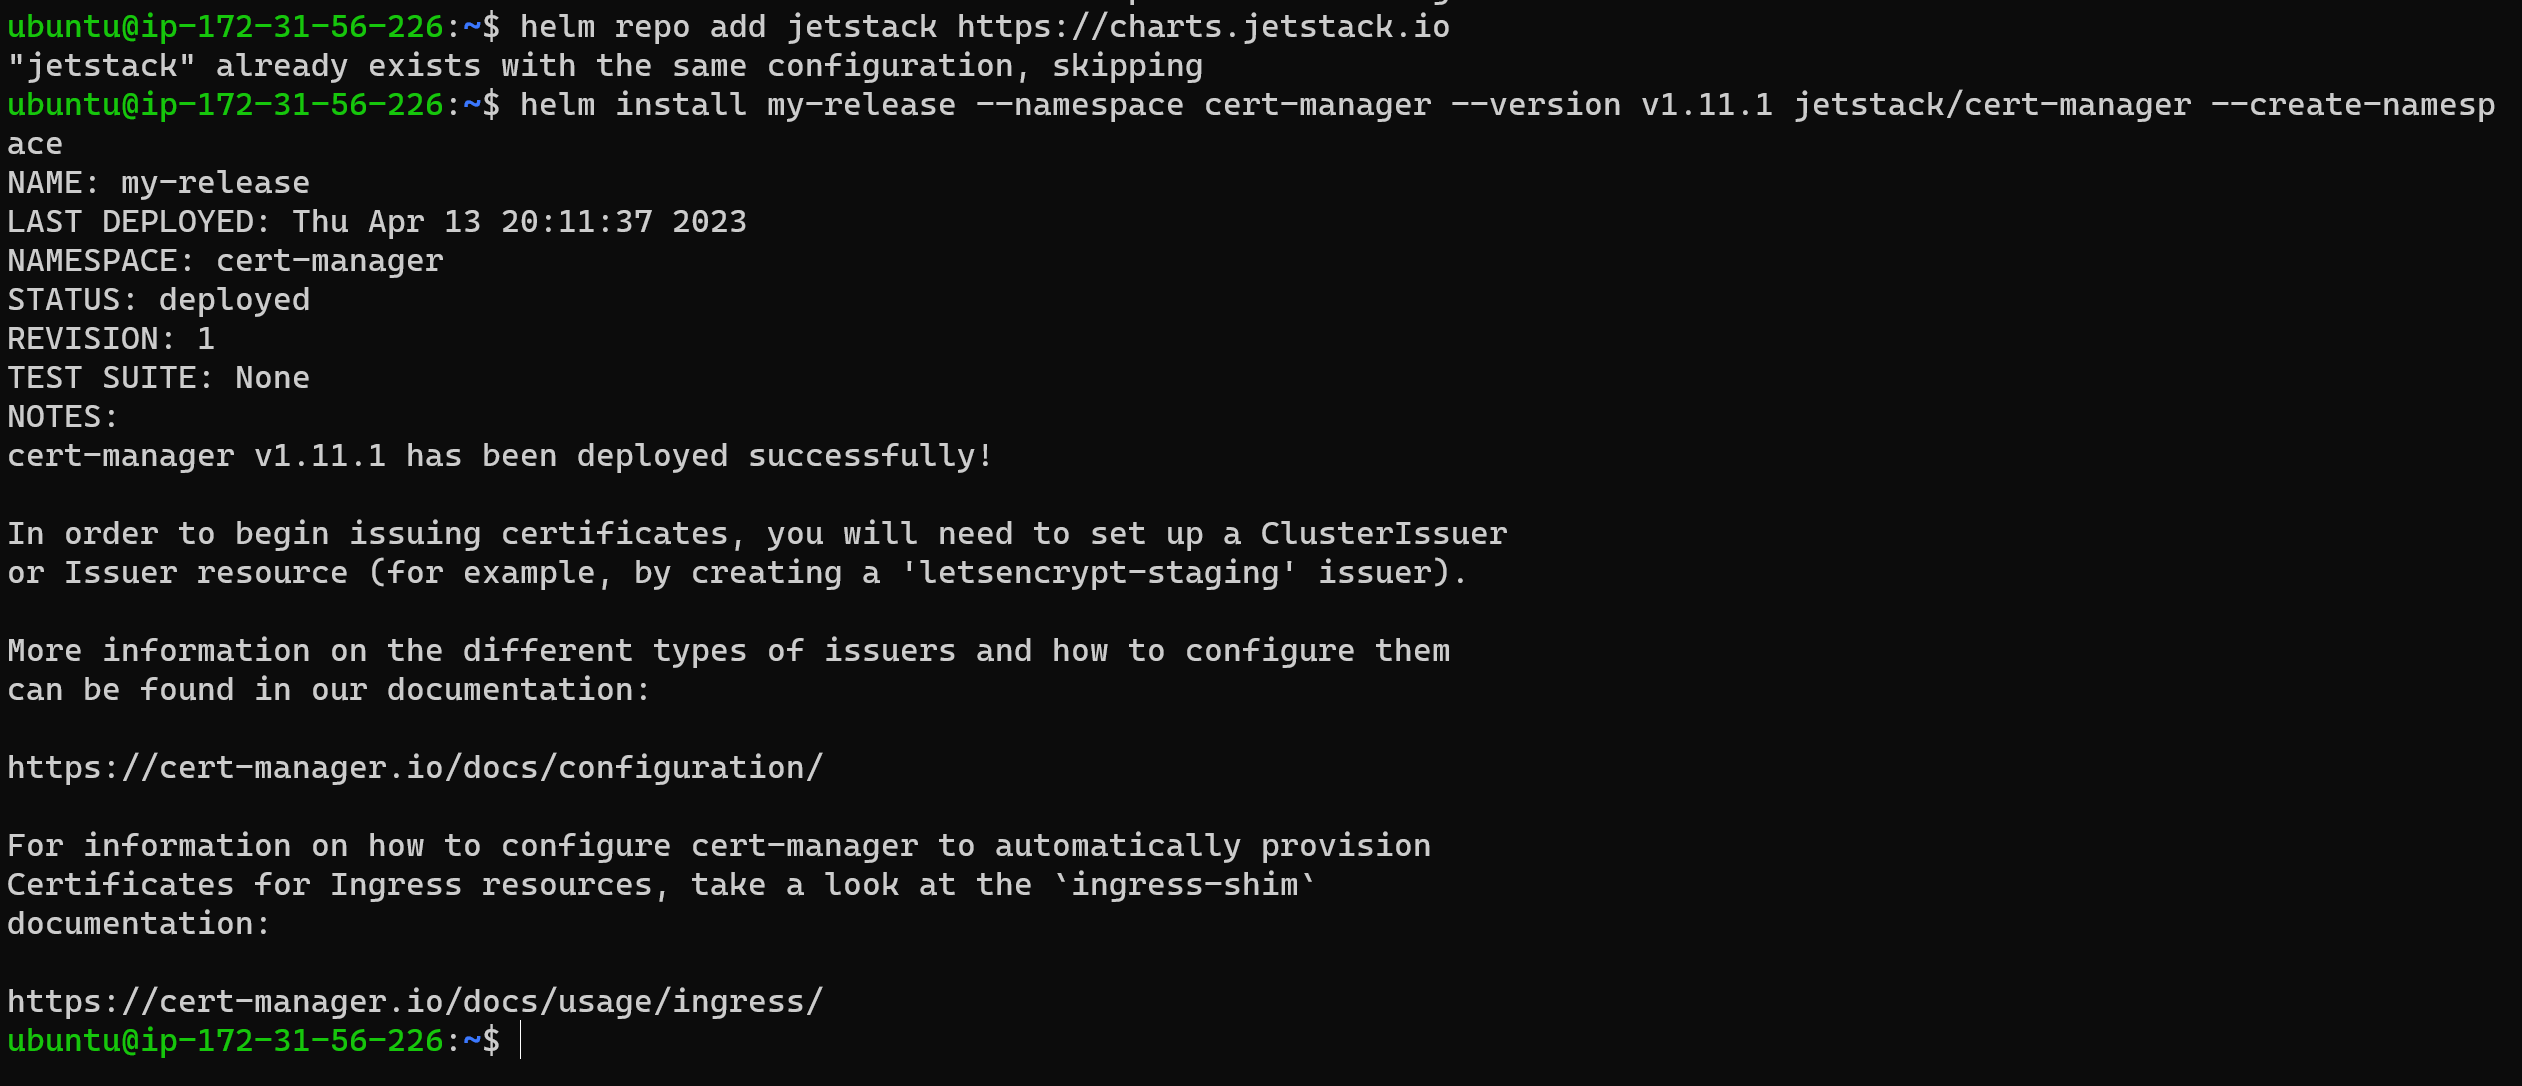 ubuntu@ip-172-31-56-226:~$ helm repo add jetstack https://charts.jetstack.io
"jetstack" already exists with the same configuration, skipping
ubuntu@ip-172-31-56-226:~$ helm install my-release --namespace cert-manager --version v1.11.1 jetstack/cert-manager --create-namesp
ace
NAME: my-release
LAST DEPLOYED: Thu Apr 13 20:11:37 2023
NAMESPACE: cert-manager
STATUS: deployed
REVISION: 1
TEST SUITE: None
NOTES:
cert-manager v1.11.1 has been deployed successfully!

In order to begin issuing certificates, you will need to set up a ClusterIssuer
or Issuer resource (for example, by creating a 'letsencrypt-staging' issuer).

More information on the different types of issuers and how to configure them
can be found in our documentation:

https://cert-manager.io/docs/configuration/

For information on how to configure cert-manager to automatically provision
Certificates for Ingress resources, take a look at the `ingress-shim`
documentation:

https://cert-manager.io/docs/usage/ingress/
ubuntu@ip-172-31-56-226:~$